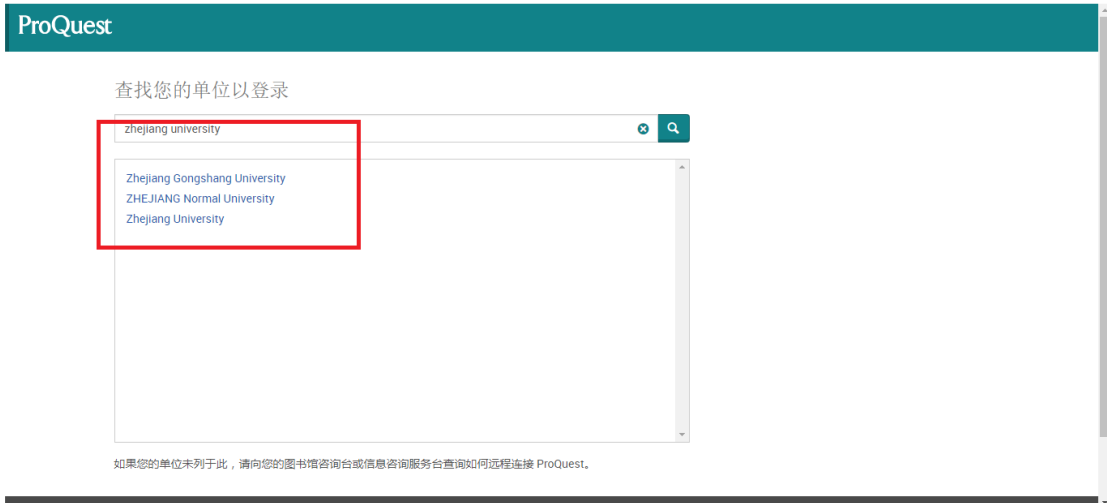 ProQuest
查找您的单位以登录
zhejiang university
Zhejiang Gongshang University
ZHEJIANG Normal University
Zhejiang University
如果您的单位未列于此，请向您的图书馆咨询台或信息咨询服务台查询如何远程连接 ProQuest。